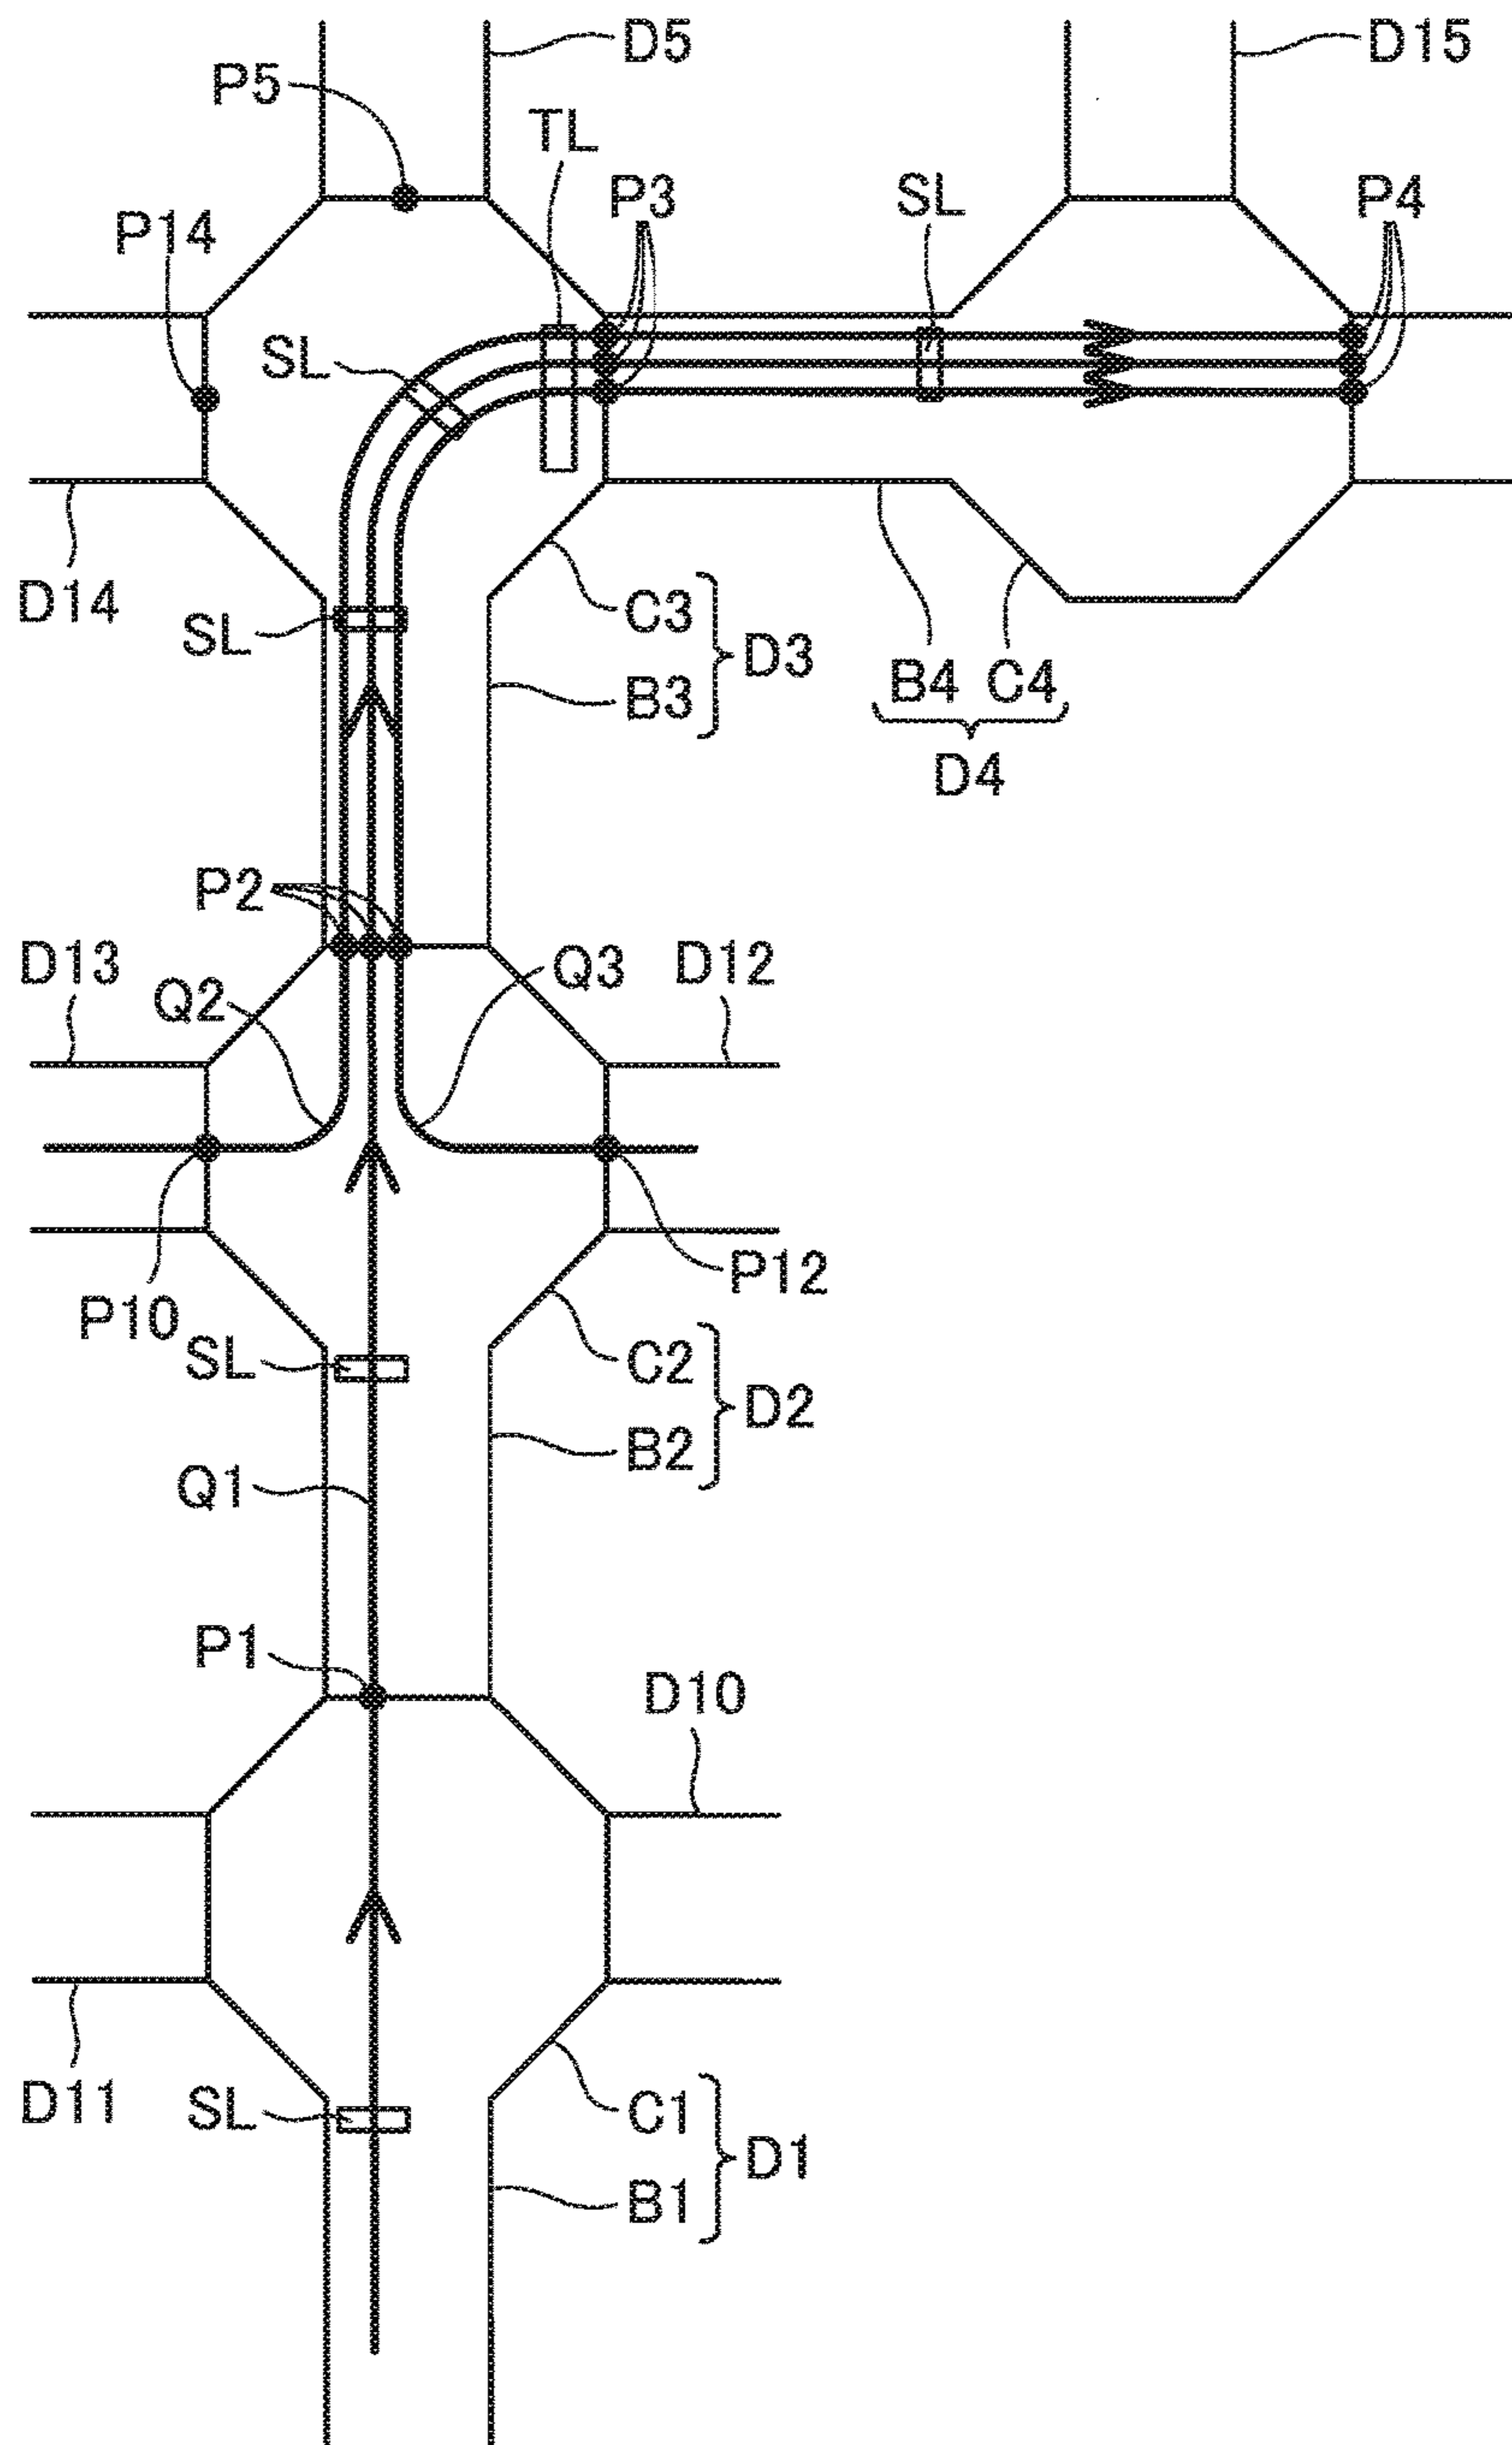 D5
D15
P5
TL
P3
SL
P4
P14
SL
D14
SL
C3
D3
B3
B4 C4
D4
P2
D13
Q2
Q3
D12
P10
P12
SL
C2
D2
B2
Q1
P1
D10
D11
SL
C1
D1
B1